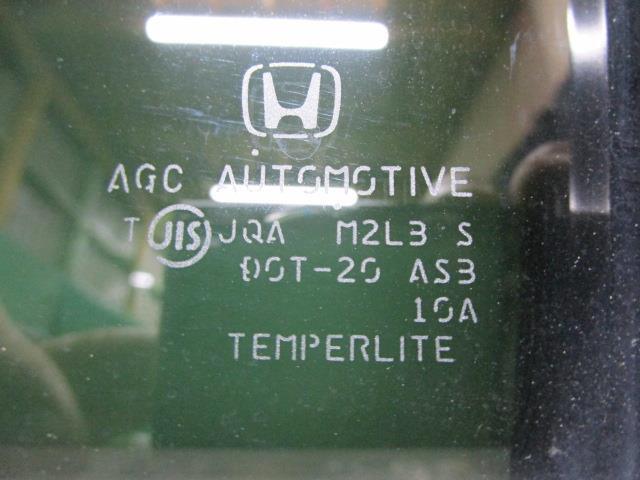 AGC AUTOMOTIVE
T JIS JQA M2L3 S
DOT-20 AS3
10A
TEMPERLITE